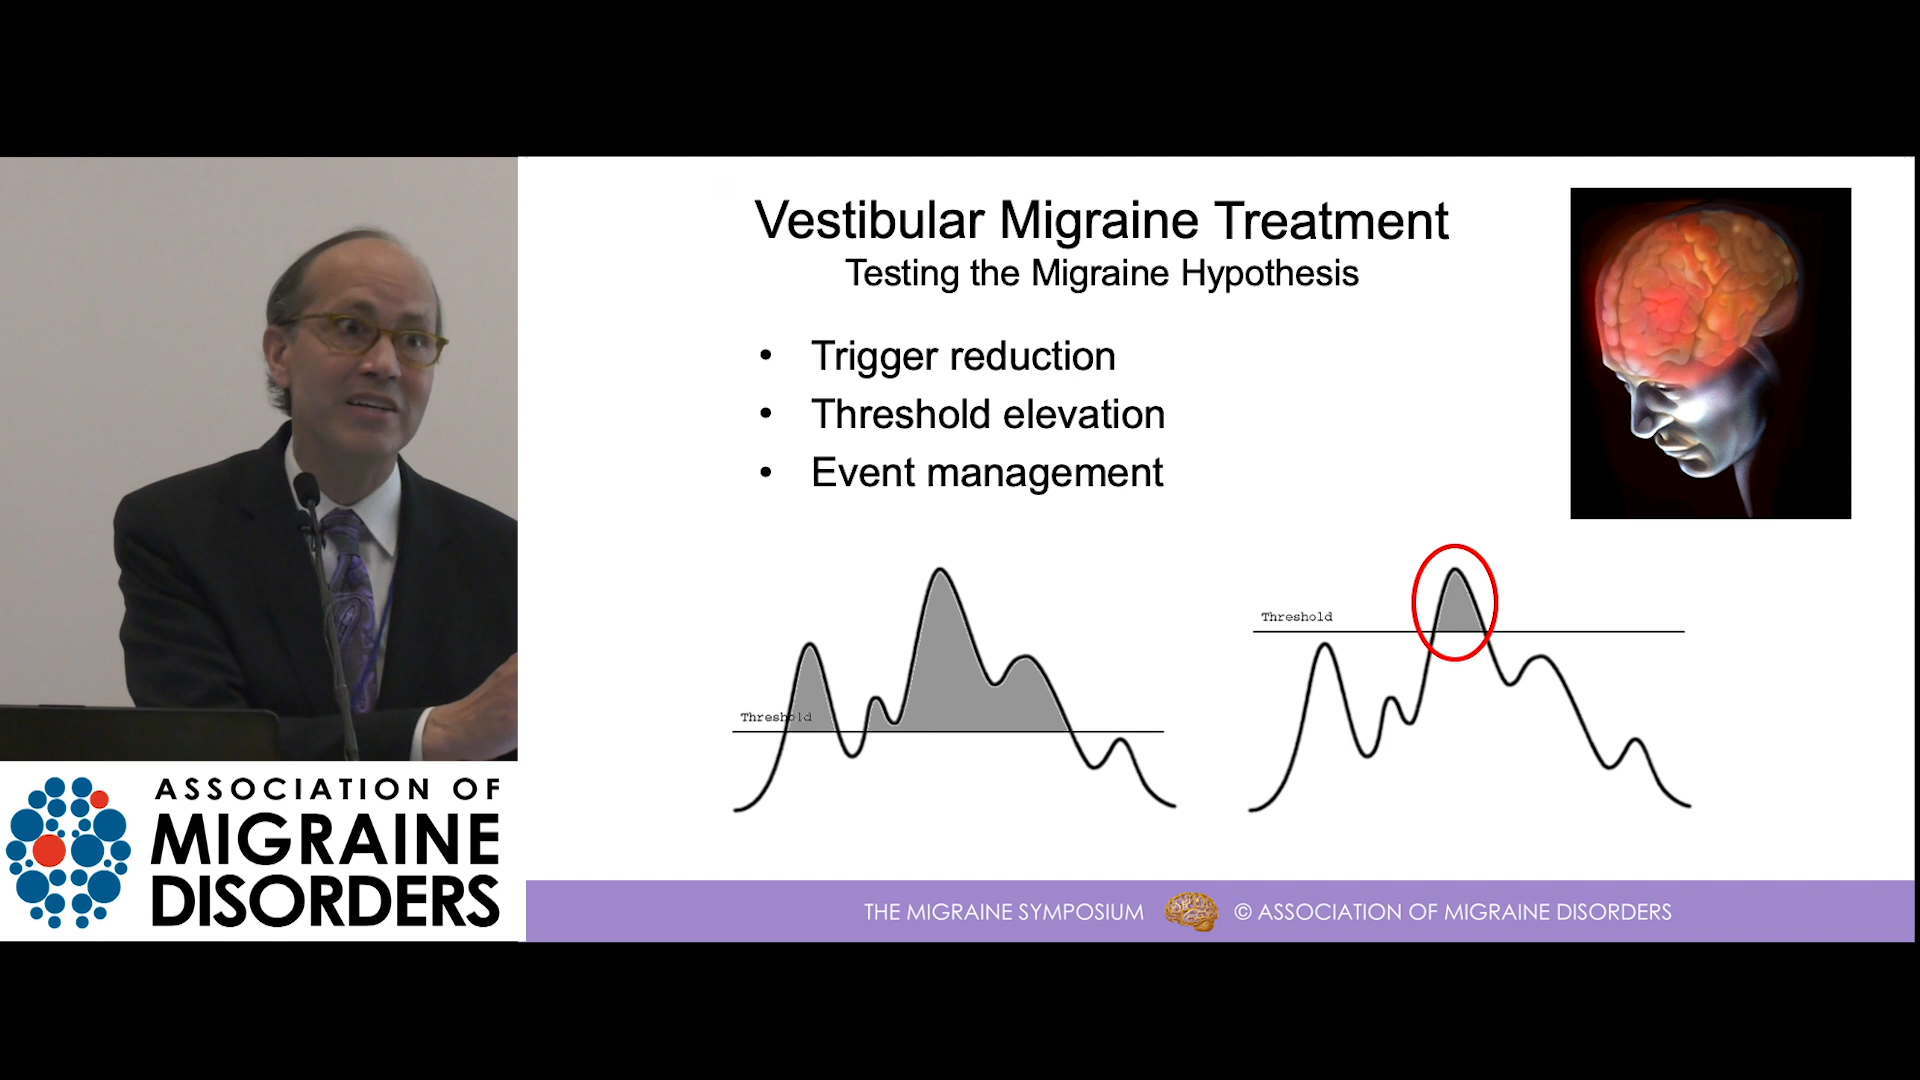 Vestibular Migraine Treatment
Testing the Migraine Hypothesis
• Trigger reduction
• Threshold elevation
• Event management
Threshold
Threshold
ASSOCIATION OF
MIGRAINE
DISORDERS
THE MIGRAINE SYMPOSIUM © ASSOCIATION OF MIGRAINE DISORDERS